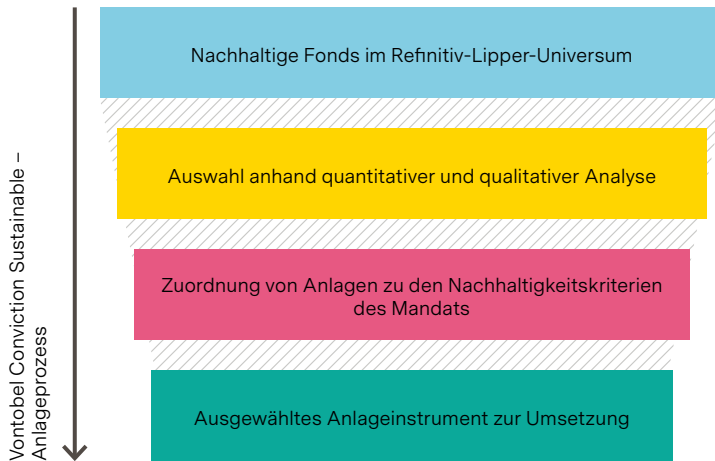 Vontobel Conviction Sustainable –
Anlageprozess
Nachhaltige Fonds im Refinitiv-Lipper-Universum
Auswahl anhand quantitativer und qualitativer Analyse
Zuordnung von Anlagen zu den Nachhaltigkeitskriterien
des Mandats
Ausgewähltes Anlageinstrument zur Umsetzung